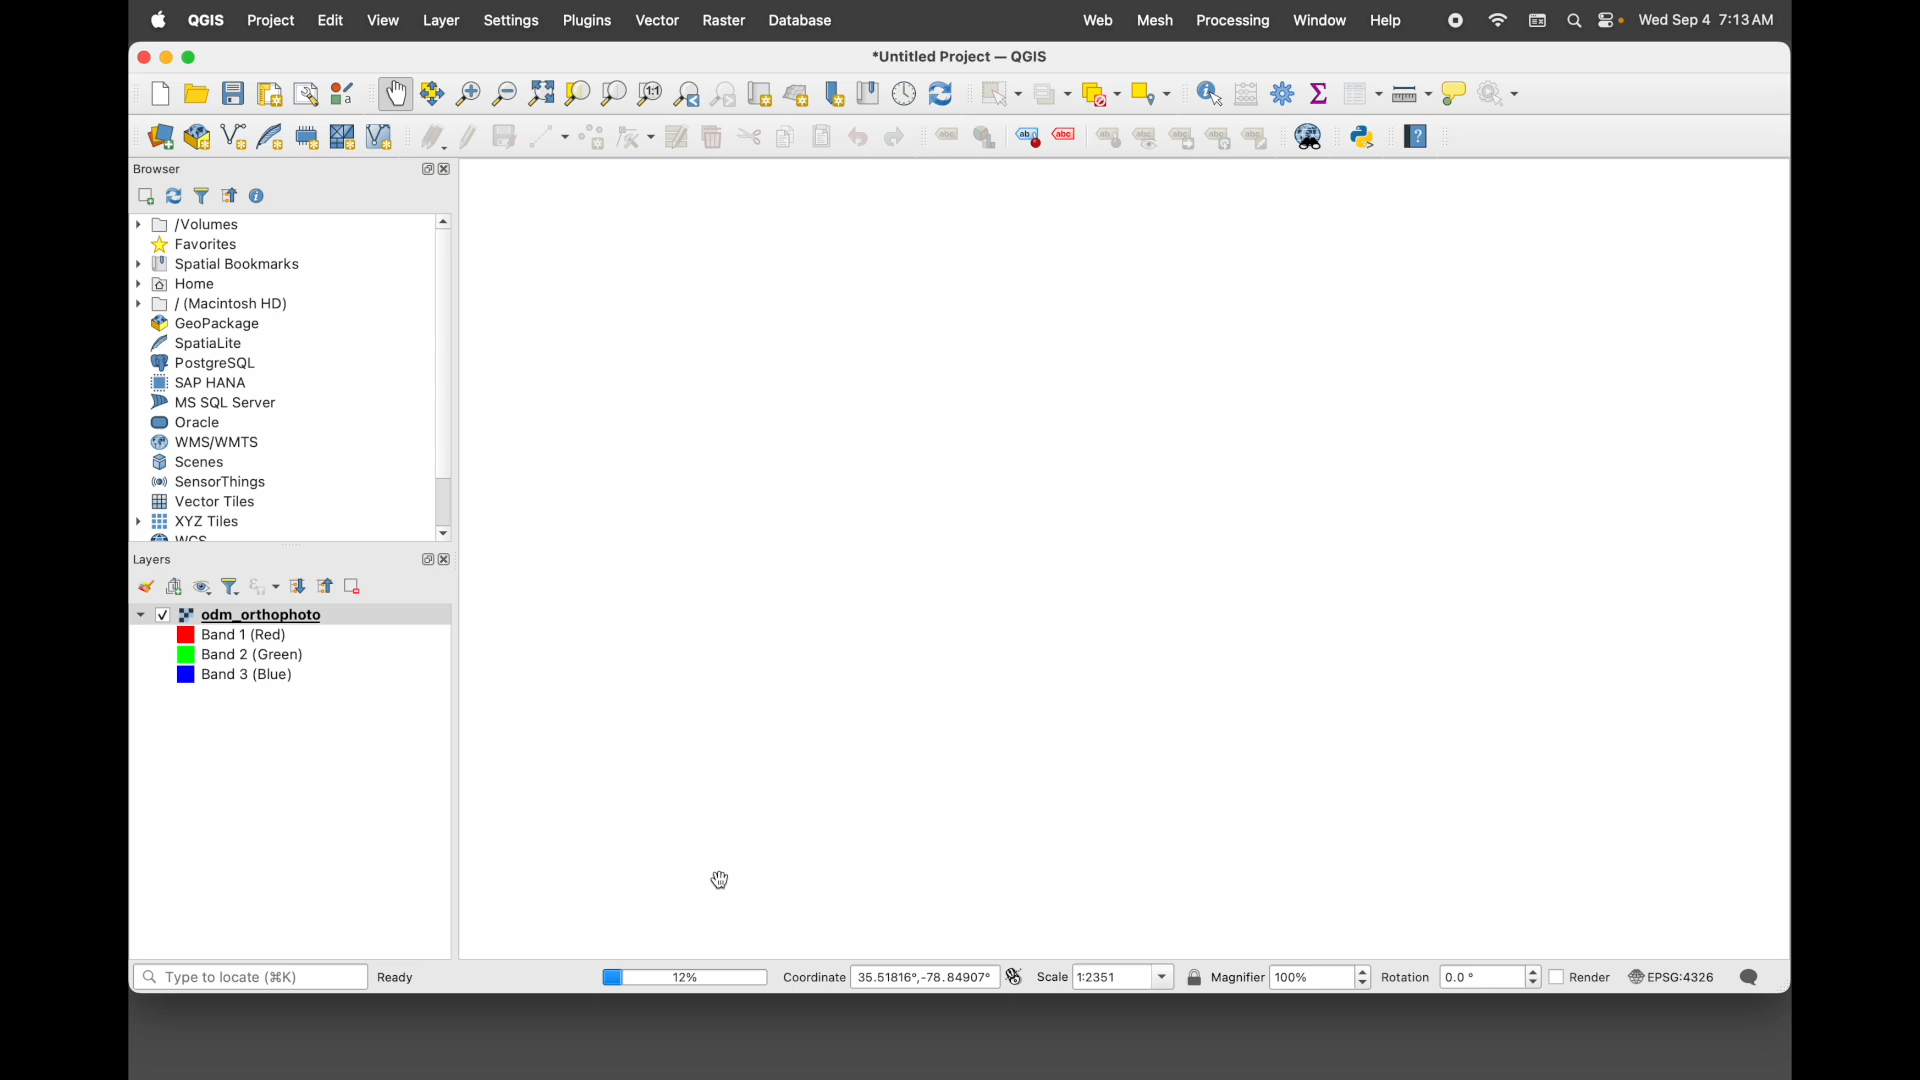 QGIS Project Edit View Layer Settings Plugins Vector Raster Database Web Mesh Processing Window Help Wed Sep 4 7:13 AM
*Untitled Project — QGIS
Browser
/Volumes
Favorites
Spatial Bookmarks
Home
/ (Macintosh HD)
GeoPackage
SpatiaLite
PostgreSQL
SAP HANA
MS SQL Server
Oracle
WMS/WMTS
Scenes
SensorThings
Vector Tiles
XYZ Tiles
WCS
Layers
odm_orthophoto
Band 1 (Red)
Band 2 (Green)
Band 3 (Blue)
Type to locate (⌘K) Ready 12% Coordinate 35.51816°,-78.84907° Scale 1:2351 Magnifier 100% Rotation 0.0 ° Render EPSG:4326